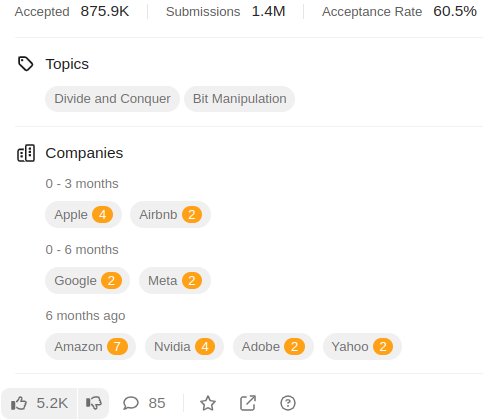 Accepted 875.9K Submissions 1.4M Acceptance Rate 60.5%
Topics
Divide and Conquer Bit Manipulation
Companies
0 - 3 months
Apple 4 Airbnb 2
0 - 6 months
Google 2 Meta 2
6 months ago
Amazon 7 Nvidia 4 Adobe 2 Yahoo 2
5.2K 85